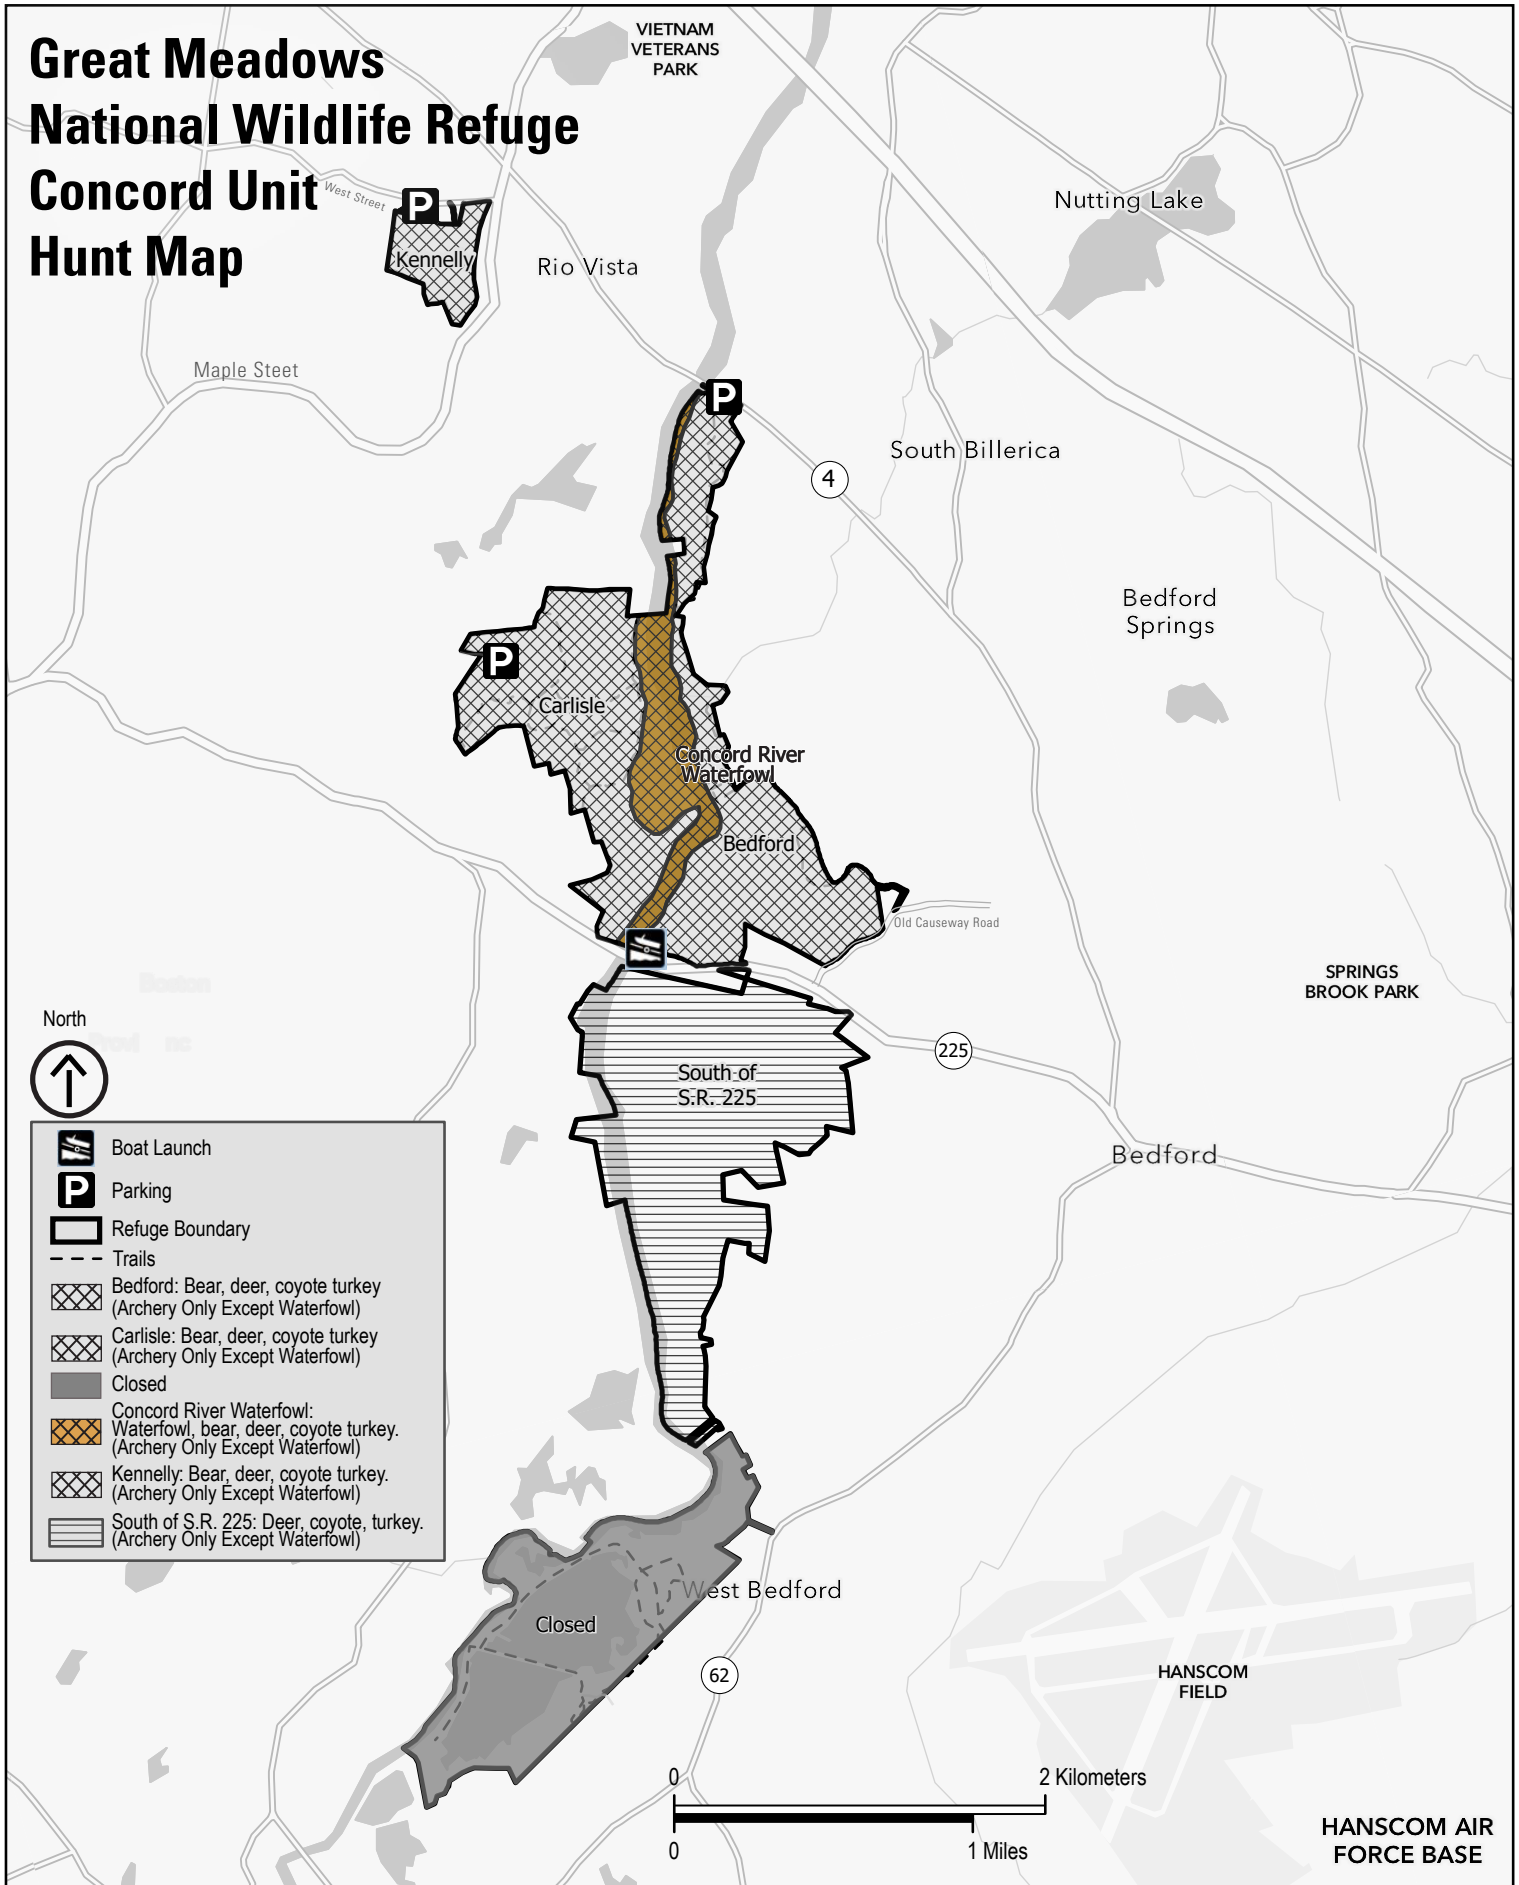 Great Meadows
National Wildlife Refuge
Concord Unit
Hunt Map
VIETNAM
VETERANS
PARK
West Street
P
Kennelly
Rio Vista
Nutting Lake
Maple Steet
P
4
South Billerica
Bedford
Springs
P
Carlisle
Concord River
Waterfowl
Bedford
Old Causeway Road
SPRINGS
BROOK PARK
Boston
North
225
South of
S.R. 225
Bedford
Boat Launch
P
Parking
Refuge Boundary
Trails
Bedford: Bear, deer, coyote turkey
(Archery Only Except Waterfowl)
Carlisle: Bear, deer, coyote turkey
(Archery Only Except Waterfowl)
Closed
Concord River Waterfowl:
Waterfowl, bear, deer, coyote turkey.
(Archery Only Except Waterfowl)
Kennelly: Bear, deer, coyote turkey.
(Archery Only Except Waterfowl)
South of S.R. 225: Deer, coyote, turkey.
(Archery Only Except Waterfowl)
West Bedford
Closed
62
HANSCOM
FIELD
0
2 Kilometers
0
1 Miles
HANSCOM AIR
FORCE BASE